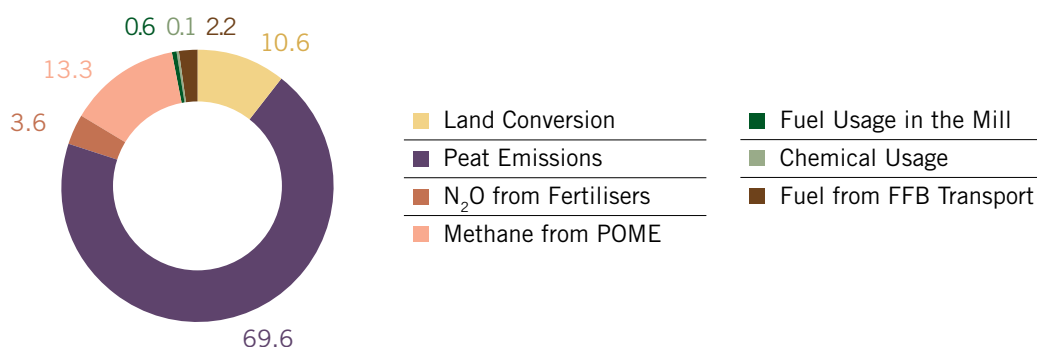 0.6 0.1 2.2
10.6
13.3
3.6
69.6
Land Conversion
Peat Emissions
N₂O from Fertilisers
Methane from POME
Fuel Usage in the Mill
Chemical Usage
Fuel from FFB Transport